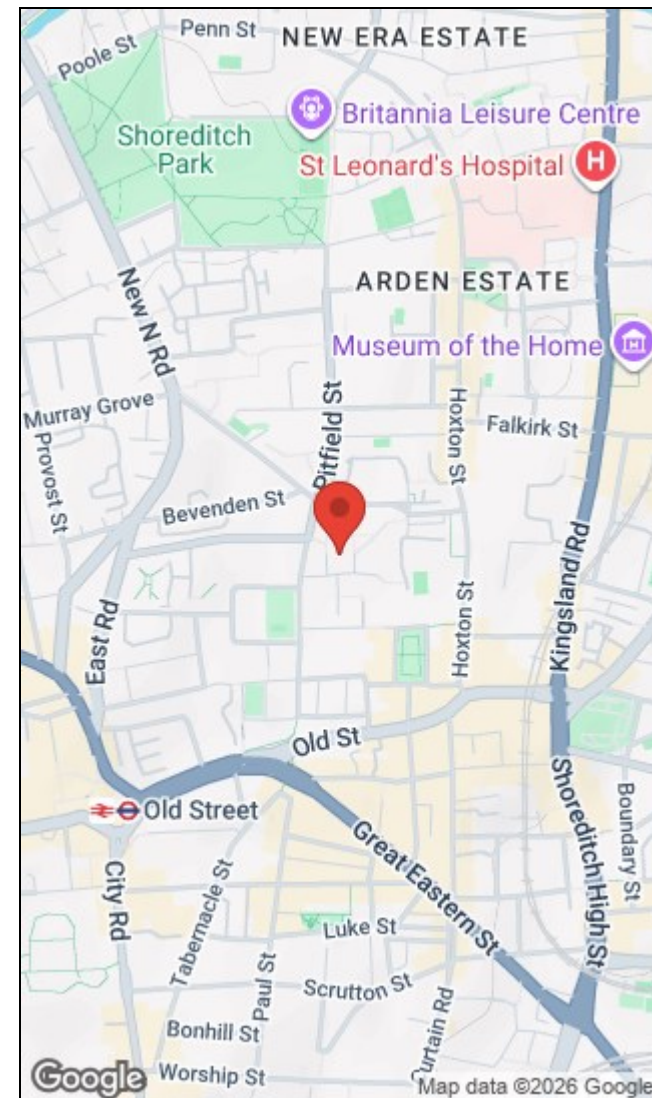 Penn St
NEW ERA ESTATE
Poole St
Britannia Leisure Centre
Shoreditch
Park
St Leonard's Hospital
H
ARDEN ESTATE
New N Rd
Museum of the Home
Murray Grove
Pitfield St
Hoxton St
Falkirk St
Provost St
Bevenden St
Kingsland Rd
East Rd
Hoxton St
Old St
Old Street
Shoreditch High St
Boundary St
Great Eastern St
City Rd
Tabernacle St
Luke St
Paul St
Scrutton St
Curtain Rd
Bonhill St
Worship St
Google
Map data ©2026 Google